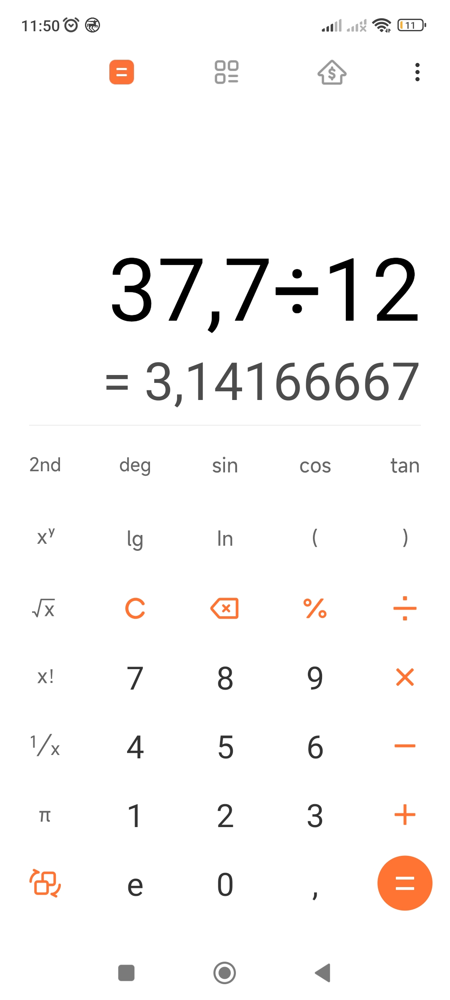 11:50 11
37,7÷12
= 3,14166667
2nd deg sin cos tan
xʸ lg ln ( )
√x C % ÷
x! 7 8 9 ×
1/x 4 5 6 −
π 1 2 3 +
e 0 , =